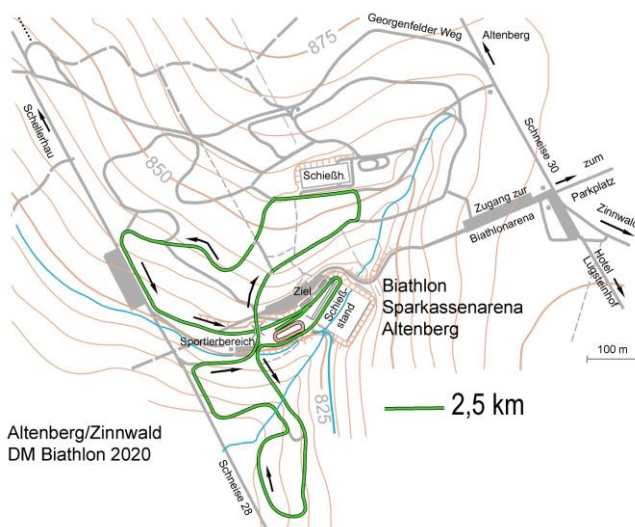 Georgenfelder Weg
875
Altenberg
Schellerhau
850
Schneise 30
Schießh.
zum
Parkplatz
Zugang zur
Biathlonarena
Zinnwald
Hotel
Lugsteinhof
Ziel
Schieß-
stand
Biathlon
Sparkassenarena
Altenberg
Sportlerbereich
100 m
825
2,5 km
Altenberg/Zinnwald
DM Biathlon 2020
Schneise 28